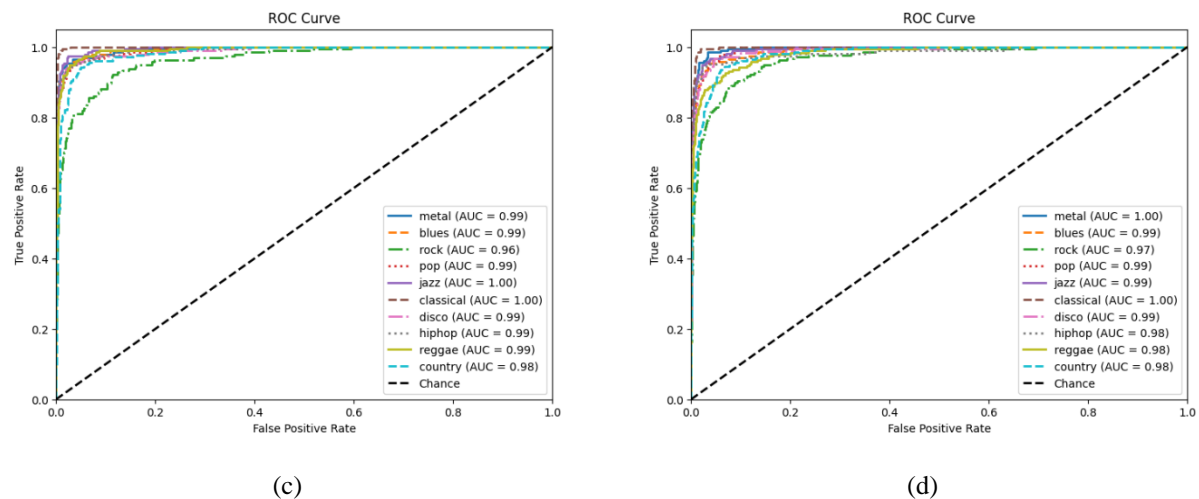 ROC Curve
True Positive Rate
1.0
0.8
0.6
0.4
0.2
0.0
metal (AUC = 0.99)
blues (AUC = 0.99)
rock (AUC = 0.96)
pop (AUC = 0.99)
jazz (AUC = 1.00)
classical (AUC = 1.00)
disco (AUC = 0.99)
hiphop (AUC = 0.99)
reggae (AUC = 0.99)
country (AUC = 0.98)
Chance
0.0 0.2 0.4 0.6 0.8 1.0
False Positive Rate
(c)
ROC Curve
True Positive Rate
1.0
0.8
0.6
0.4
0.2
0.0
metal (AUC = 1.00)
blues (AUC = 0.99)
rock (AUC = 0.97)
pop (AUC = 0.99)
jazz (AUC = 0.99)
classical (AUC = 1.00)
disco (AUC = 0.99)
hiphop (AUC = 0.98)
reggae (AUC = 0.98)
country (AUC = 0.98)
Chance
0.0 0.2 0.4 0.6 0.8 1.0
False Positive Rate
(d)